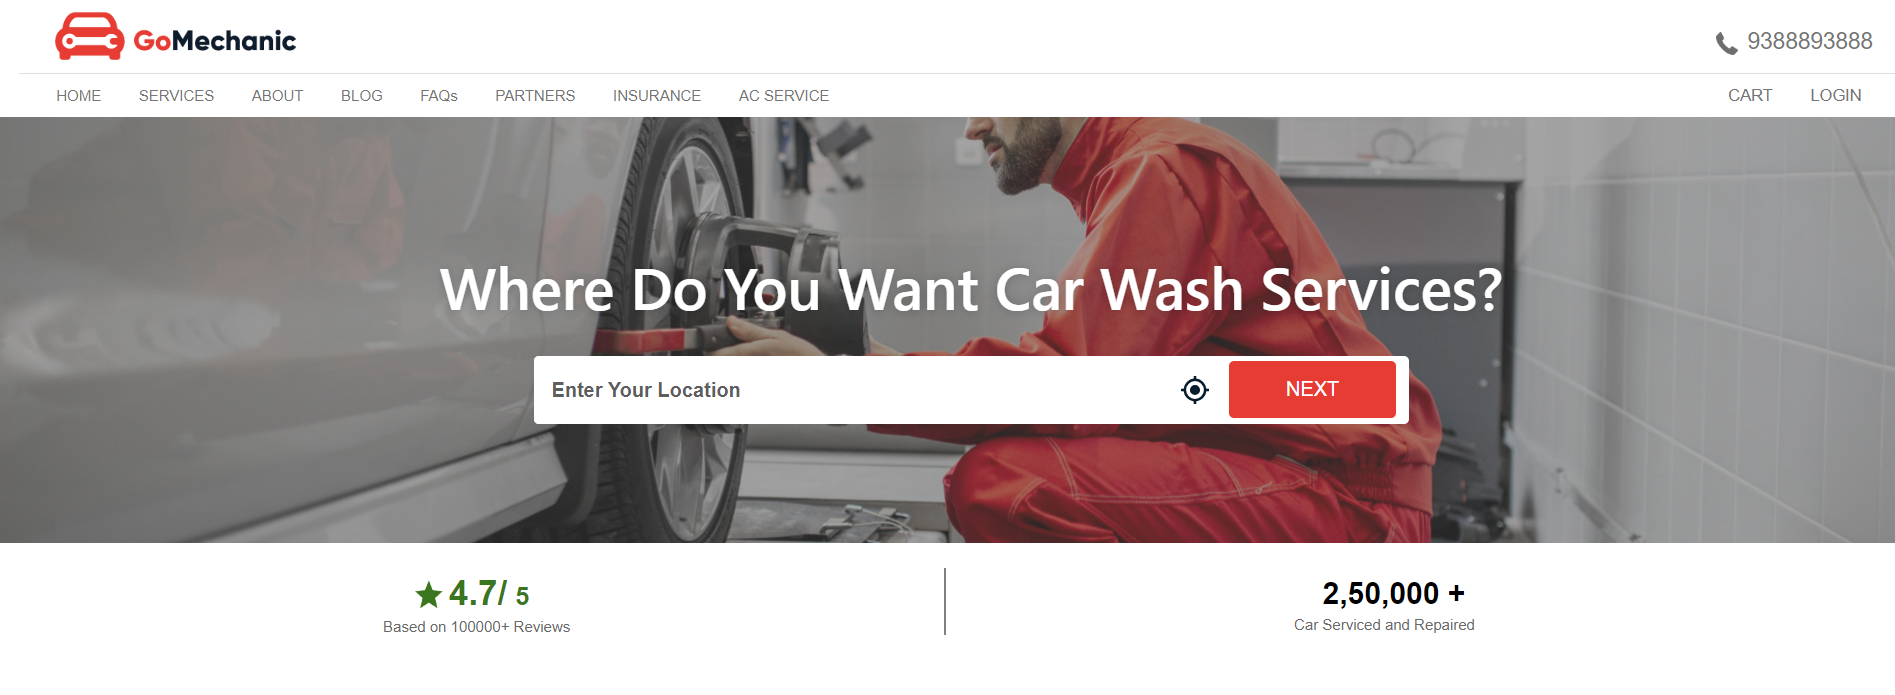 GoMechanic
9388893888
HOME SERVICES ABOUT BLOG FAQs PARTNERS INSURANCE AC SERVICE CART LOGIN
Where Do You Want Car Wash Services?
Enter Your Location NEXT
4.7/ 5
Based on 100000+ Reviews
2,50,000 +
Car Serviced and Repaired